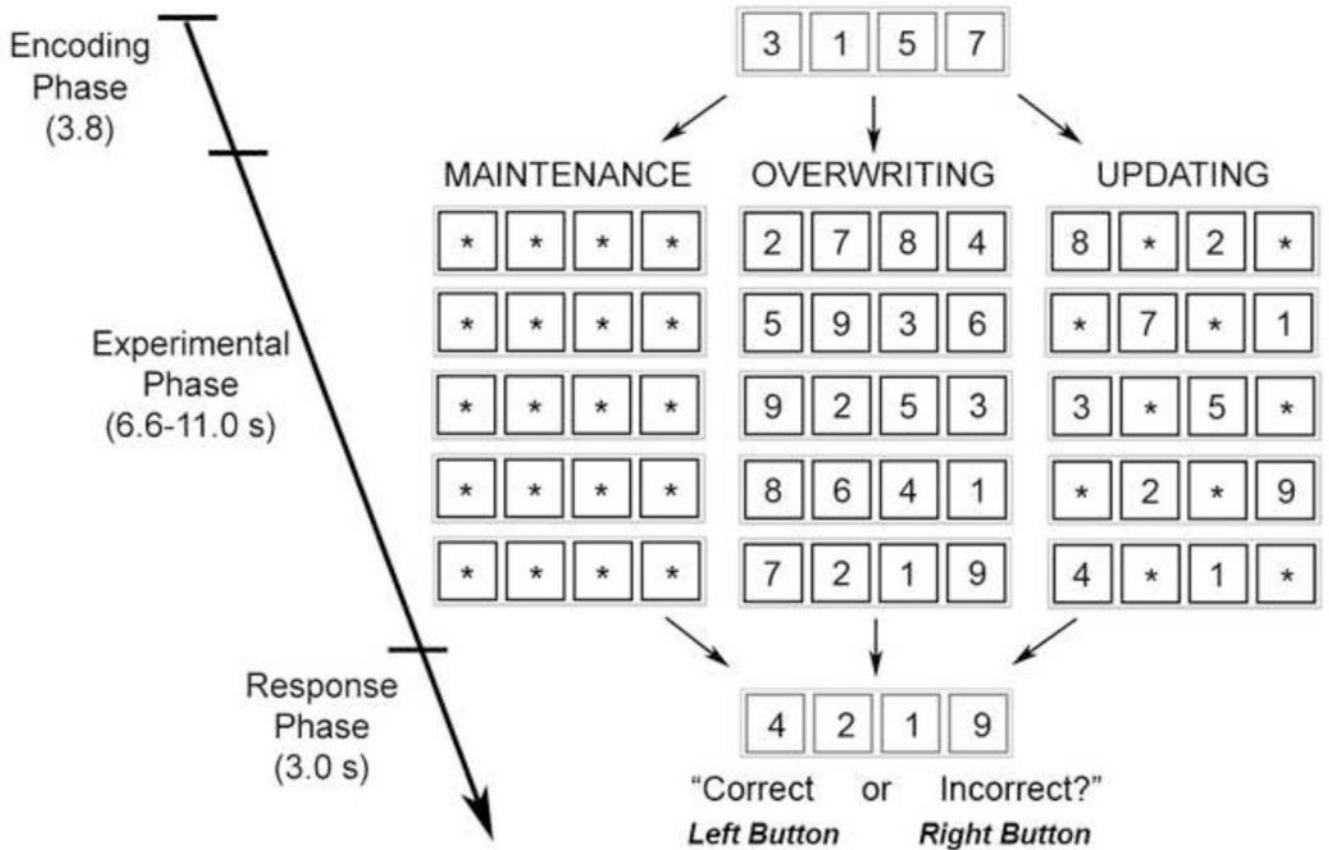 Encoding
Phase
(3.8)
3 1 5 7
MAINTENANCE OVERWRITING UPDATING
* * * * 2 7 8 4 8 * 2 *
* * * * 5 9 3 6 * 7 * 1
Experimental
Phase
(6.6-11.0 s)
* * * * 9 2 5 3 3 * 5 *
* * * * 8 6 4 1 * 2 * 9
* * * * 7 2 1 9 4 * 1 *
Response
Phase
(3.0 s)
4 2 1 9
“Correct or Incorrect?”
Left Button Right Button